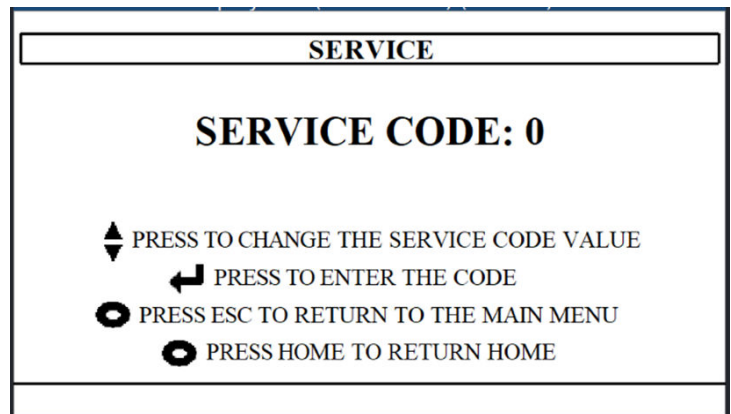 SERVICE
SERVICE CODE: 0
PRESS TO CHANGE THE SERVICE CODE VALUE
PRESS TO ENTER THE CODE
PRESS ESC TO RETURN TO THE MAIN MENU
PRESS HOME TO RETURN HOME